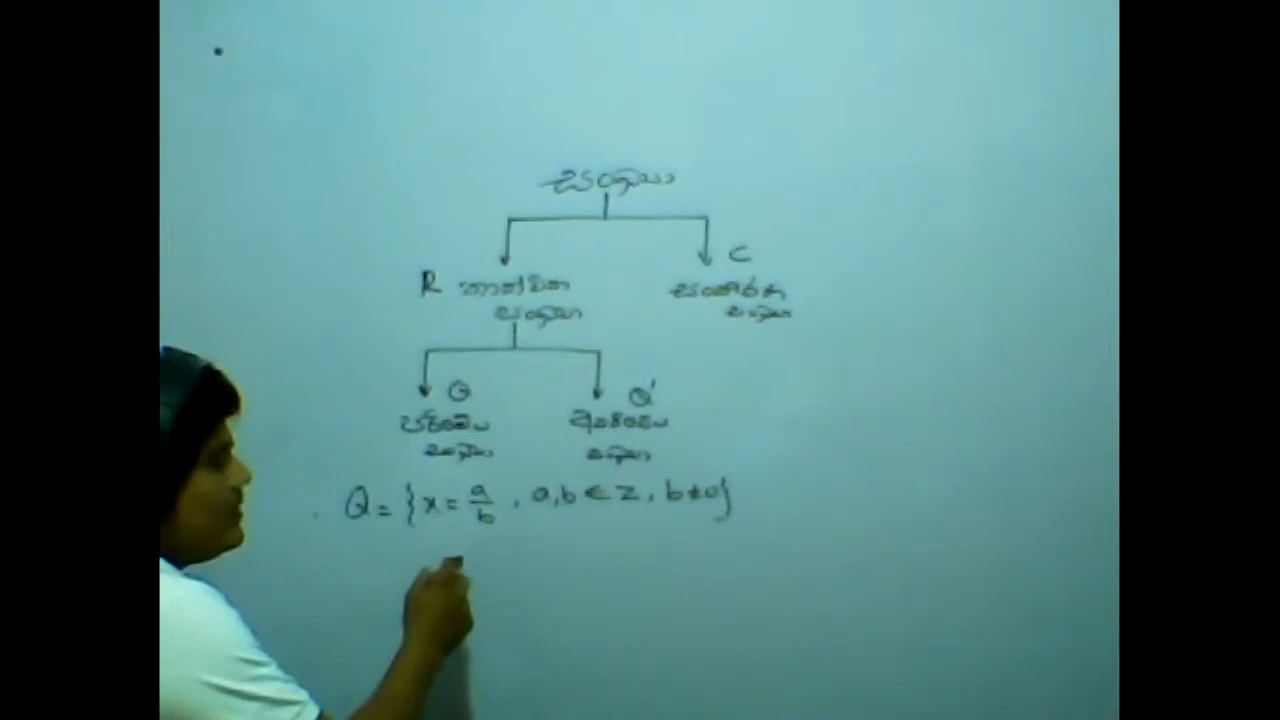 සංඛ්‍යා
C
R තාත්වික
සංඛ්‍යා
සංකීර්ණ
සංඛ්‍යා
Q
Q'
පරිමේය
සංඛ්‍යා
අපරිමේය
සංඛ්‍යා
Q = { x = a/b , a,b ∈ Z , b≠0 }